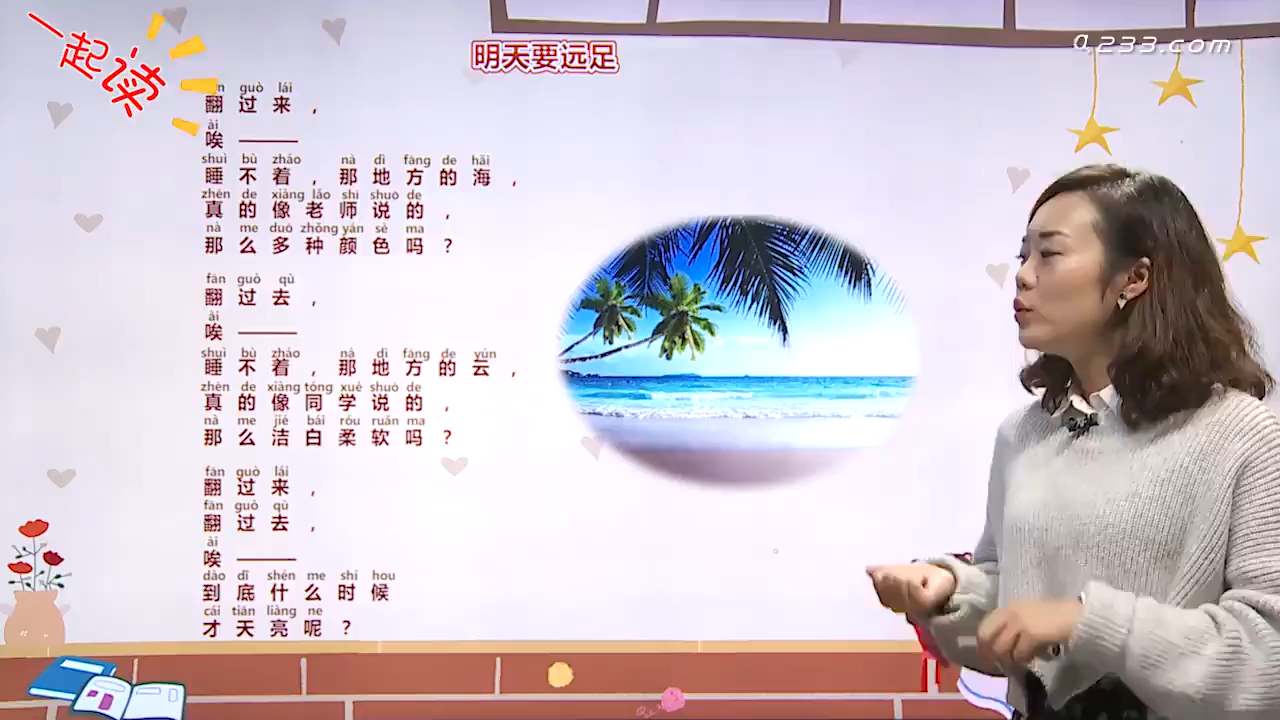 一起读
明天要远足
a233.com
n guò lái
翻过来，
ài
唉——
shuì bù zháo nà dì fāng de hǎi
睡不着，那地方的海，
zhēn de xiàng lǎo shī shuō de
真的像老师说的，
nà me duō zhǒng yán sè ma
那么多种颜色吗？
fān guò qù
翻过去，
ài
唉——
shuì bù zháo nà dì fāng de yún
睡不着，那地方的云，
zhēn de xiàng tóng xué shuō de
真的像同学说的，
nà me jié bái róu ruǎn ma
那么洁白柔软吗？
fān guò lái
翻过来，
fān guò qù
翻过去，
ài
唉——
dào dǐ shén me shí hou
到底什么时候
cái tiān liàng ne
才天亮呢？